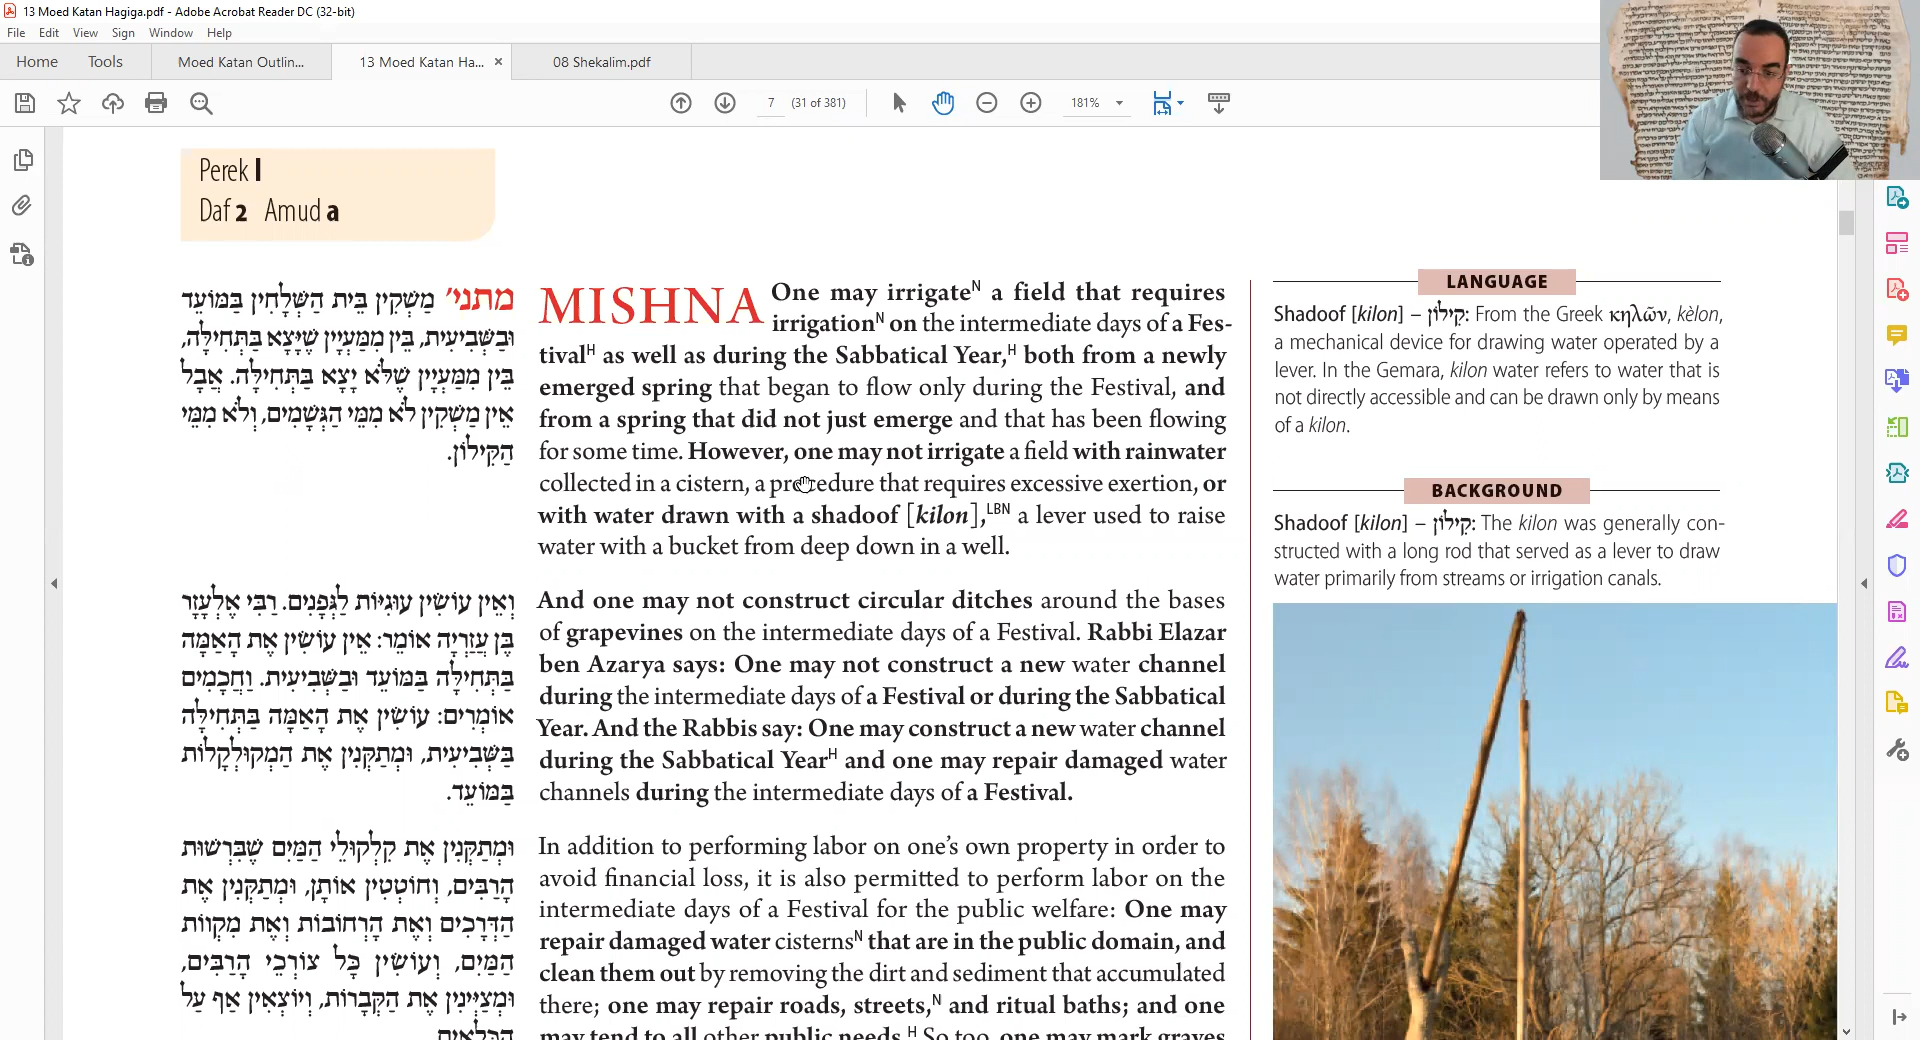 13 Moed Katan Hagiga.pdf - Adobe Acrobat Reader DC (32-bit)
File Edit View Sign Window Help
Home Tools Moed Katan Outlin... 13 Moed Katan Ha... × 08 Shekalim.pdf
7 (31 of 381) 181%
Perek I
Daf 2 Amud a
מתני׳ מַשְׁקִין בֵּית הַשְּׁלָחִין בַּמּוֹעֵד
וּבַשְּׁבִיעִית, בֵּין מִמַּעְיָין שֶׁיָּצָא בַּתְּחִילָּה,
בֵּין מִמַּעְיָין שֶׁלֹּא יָצָא בַּתְּחִילָּה. אֲבָל
אֵין מַשְׁקִין לֹא מִמֵּי הַגְּשָׁמִים, וְלֹא מִמֵּי
הַקִּילוֹן.
וְאֵין עוֹשִׂין עוּגִיּוֹת לַגְּפָנִים. רַבִּי אֶלְעָזָר
בֶּן עֲזַרְיָה אוֹמֵר: אֵין עוֹשִׂין אֶת הָאַמָּה
בַּתְּחִילָּה בַּמּוֹעֵד וּבַשְּׁבִיעִית. וַחֲכָמִים
אוֹמְרִים: עוֹשִׂין אֶת הָאַמָּה בַּתְּחִילָּה
בַּשְּׁבִיעִית, וּמְתַקְּנִין אֶת הַמְקוּלְקָלוֹת
בַּמּוֹעֵד.
וּמְתַקְּנִין אֶת קִלְקוּלֵי הַמַּיִם שֶׁבִּרְשׁוּת
הָרַבִּים, וְחוֹטְטִין אוֹתָן, וּמְתַקְּנִין אֶת
הַדְּרָכִים וְאֶת הָרְחוֹבוֹת וְאֶת מִקְווֹת
הַמַּיִם, וְעוֹשִׂין כָּל צוֹרְכֵי הָרַבִּים,
וּמְצַיְּינִין אֶת הַקְּבָרוֹת, וְיוֹצְאִין אַף עַל
הַכִּלְאַיִם
MISHNA One may irrigateᴺ a field that requires
irrigationᴺ on the intermediate days of a Fes-
tivalᴴ as well as during the Sabbatical Year,ᴴ both from a newly
emerged spring that began to flow only during the Festival, and
from a spring that did not just emerge and that has been flowing
for some time. However, one may not irrigate a field with rainwater
collected in a cistern, a procedure that requires excessive exertion, or
with water drawn with a shadoof [kilon],ᴸᴮᴺ a lever used to raise
water with a bucket from deep down in a well.
And one may not construct circular ditches around the bases
of grapevines on the intermediate days of a Festival. Rabbi Elazar
ben Azarya says: One may not construct a new water channel
during the intermediate days of a Festival or during the Sabbatical
Year. And the Rabbis say: One may construct a new water channel
during the Sabbatical Yearᴴ and one may repair damaged water
channels during the intermediate days of a Festival.
In addition to performing labor on one's own property in order to
avoid financial loss, it is also permitted to perform labor on the
intermediate days of a Festival for the public welfare: One may
repair damaged water cisternsᴺ that are in the public domain, and
clean them out by removing the dirt and sediment that accumulated
there; one may repair roads, streets,ᴺ and ritual baths; and one
may tend to all other public needs.ᴴ So too, one may mark graves
LANGUAGE
Shadoof [kilon] – קִילוֹן: From the Greek κηλῶν, kèlon,
a mechanical device for drawing water operated by a
lever. In the Gemara, kilon water refers to water that is
not directly accessible and can be drawn only by means
of a kilon.
BACKGROUND
Shadoof [kilon] – קִילוֹן: The kilon was generally con-
structed with a long rod that served as a lever to draw
water primarily from streams or irrigation canals.